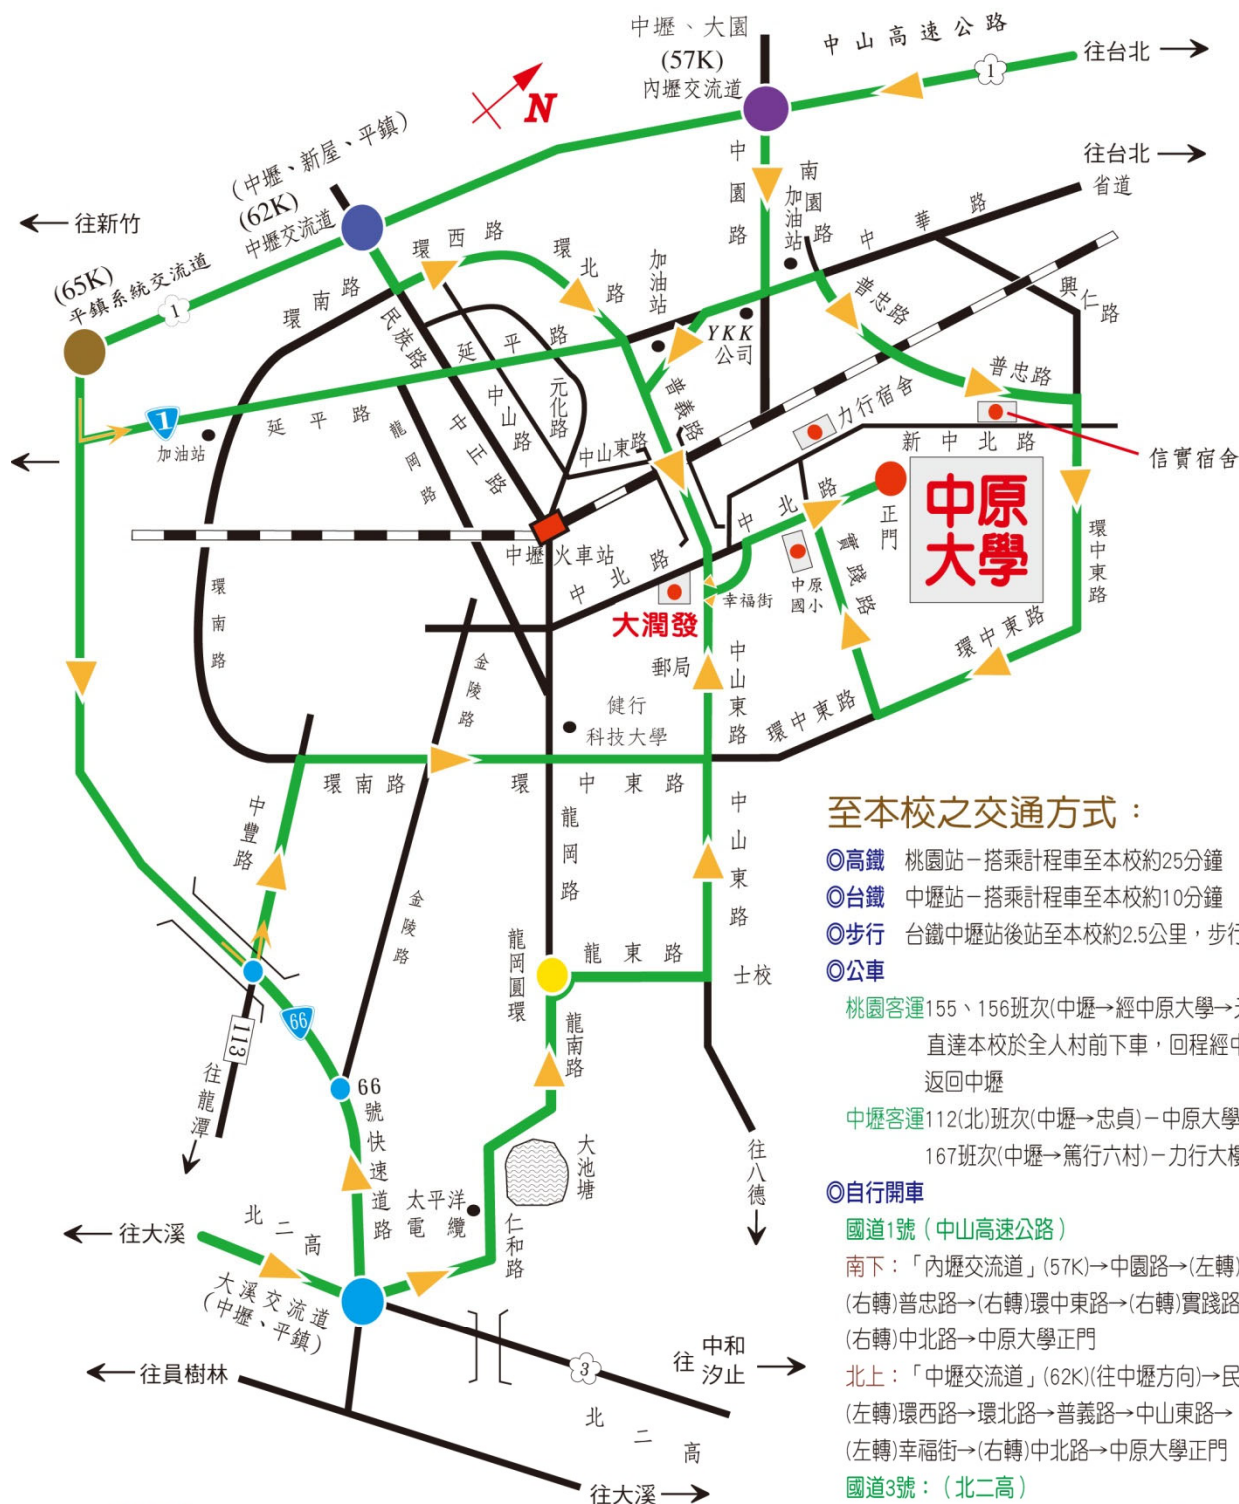 中壢、大園
(57K)
內壢交流道
中山高速公路
1
往台北
N
往台北
省道
(中壢、新屋、平鎮)
(62K)
中壢交流道
往新竹
(65K)
平鎮系統交流道
1
環南路
環西路
環北路
加油站
中園路
南園路
加油站
中華路
興仁路
民族路
延平路
YKK
公司
普忠路
普忠路
1
加油站
延平路
龍岡路
中正路
中山路
元化路
中山東路
普義路
力行宿舍
新中北路
信實宿舍
中原
大學
正門
中北路
中壢火車站
中北路
實踐路
中原
國小
環中東路
環南路
大潤發
幸福街
郵局
中山東路
環中東路
環中東路
金陵路
健行
科技大學
環南路
環中東路
中豐路
龍岡路
中山東路
金陵路
龍岡圓環
龍東路
士校
66
113
往龍潭
66號快速道路
龍南路
大池塘
太平洋
電纜
仁和路
往八德
往大溪
北二高
大溪交流道
(中壢、平鎮)
往員樹林
3
北二高
往
中和
汐止
往大溪
至本校之交通方式：
◎高鐵 桃園站－搭乘計程車至本校約25分鐘
◎台鐵 中壢站－搭乘計程車至本校約10分鐘
◎步行 台鐵中壢站後站至本校約2.5公里，步行
◎公車
桃園客運155、156班次(中壢→經中原大學→
直達本校於全人村前下車，回程經中
返回中壢
中壢客運112(北)班次(中壢→忠貞)－中原大學
167班次(中壢→篤行六村)－力行大樓
◎自行開車
國道1號（中山高速公路）
南下：「內壢交流道」(57K)→中園路→(左轉)
(右轉)普忠路→(右轉)環中東路→(右轉)實踐路
(右轉)中北路→中原大學正門
北上：「中壢交流道」(62K)(往中壢方向)→民
(左轉)環西路→環北路→普義路→中山東路→
(左轉)幸福街→(右轉)中北路→中原大學正門
國道3號：（北二高）